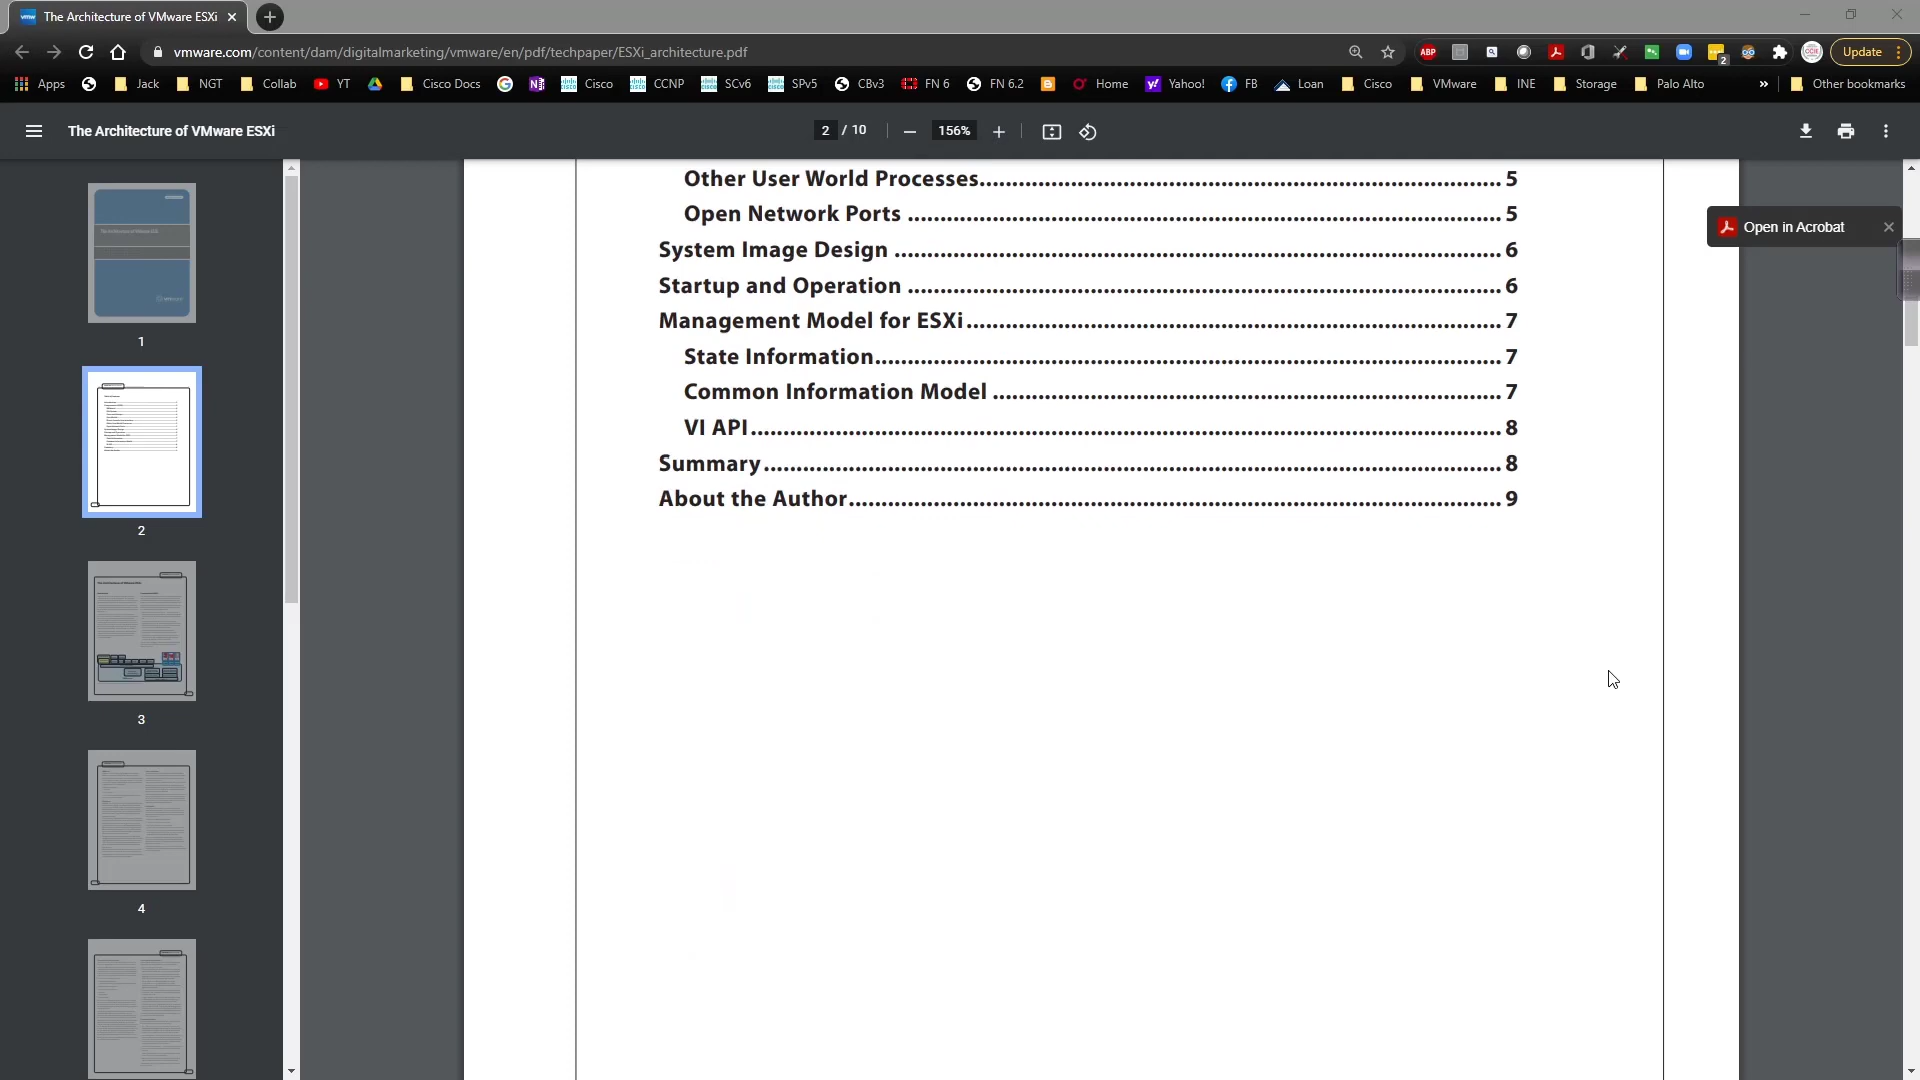 The Architecture of VMware ESXi
vmware.com/content/dam/digitalmarketing/vmware/en/pdf/techpaper/ESXi_architecture.pdf
ABP
2
Update
Apps
Jack
NGT
Collab
YT
Cisco Docs
Cisco
CCNP
SCv6
SPv5
CBv3
FN 6
FN 6.2
Home
Yahoo!
FB
Loan
Cisco
VMware
INE
Storage
Palo Alto
»
Other bookmarks
The Architecture of VMware ESXi
2 / 10
156%
Open in Acrobat
1
2
3
4
Other User World Processes 5
Open Network Ports 5
System Image Design 6
Startup and Operation 6
Management Model for ESXi 7
State Information 7
Common Information Model 7
VI API 8
Summary 8
About the Author 9